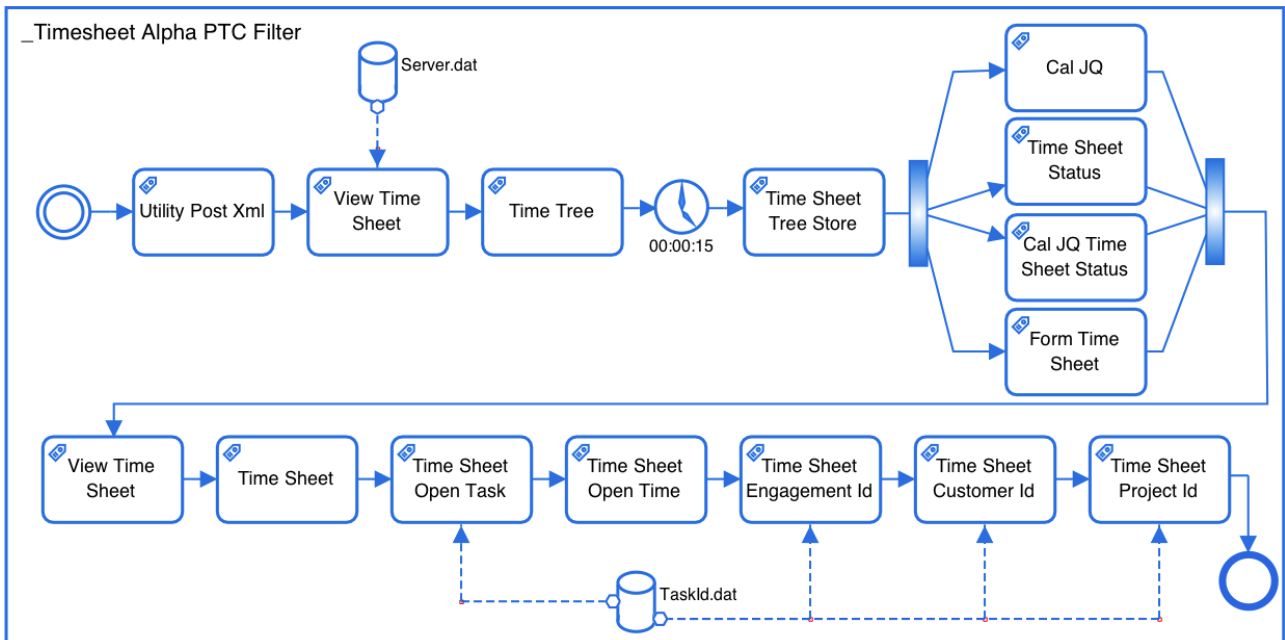 _Timesheet Alpha PTC Filter
Server.dat
Cal JQ
Time Sheet
Status
Cal JQ Time
Sheet Status
Form Time
Sheet
Utility Post Xml
View Time
Sheet
Time Tree
00:00:15
Time Sheet
Tree Store
View Time
Sheet
Time Sheet
Time Sheet
Open Task
Time Sheet
Open Time
Time Sheet
Engagement Id
Time Sheet
Customer Id
Time Sheet
Project Id
TaskId.dat